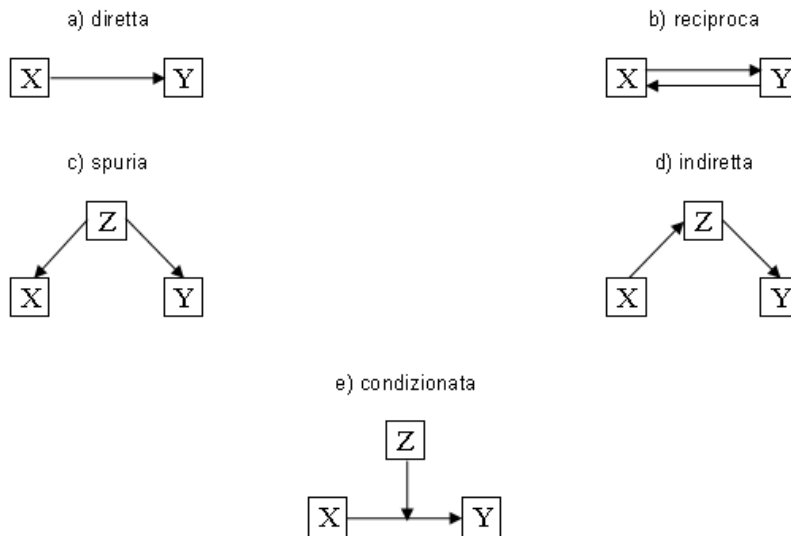 a) diretta
b) reciproca
X
Y
X
Y
c) spuria
d) indiretta
Z
Z
X
Y
X
Y
e) condizionata
Z
X
Y